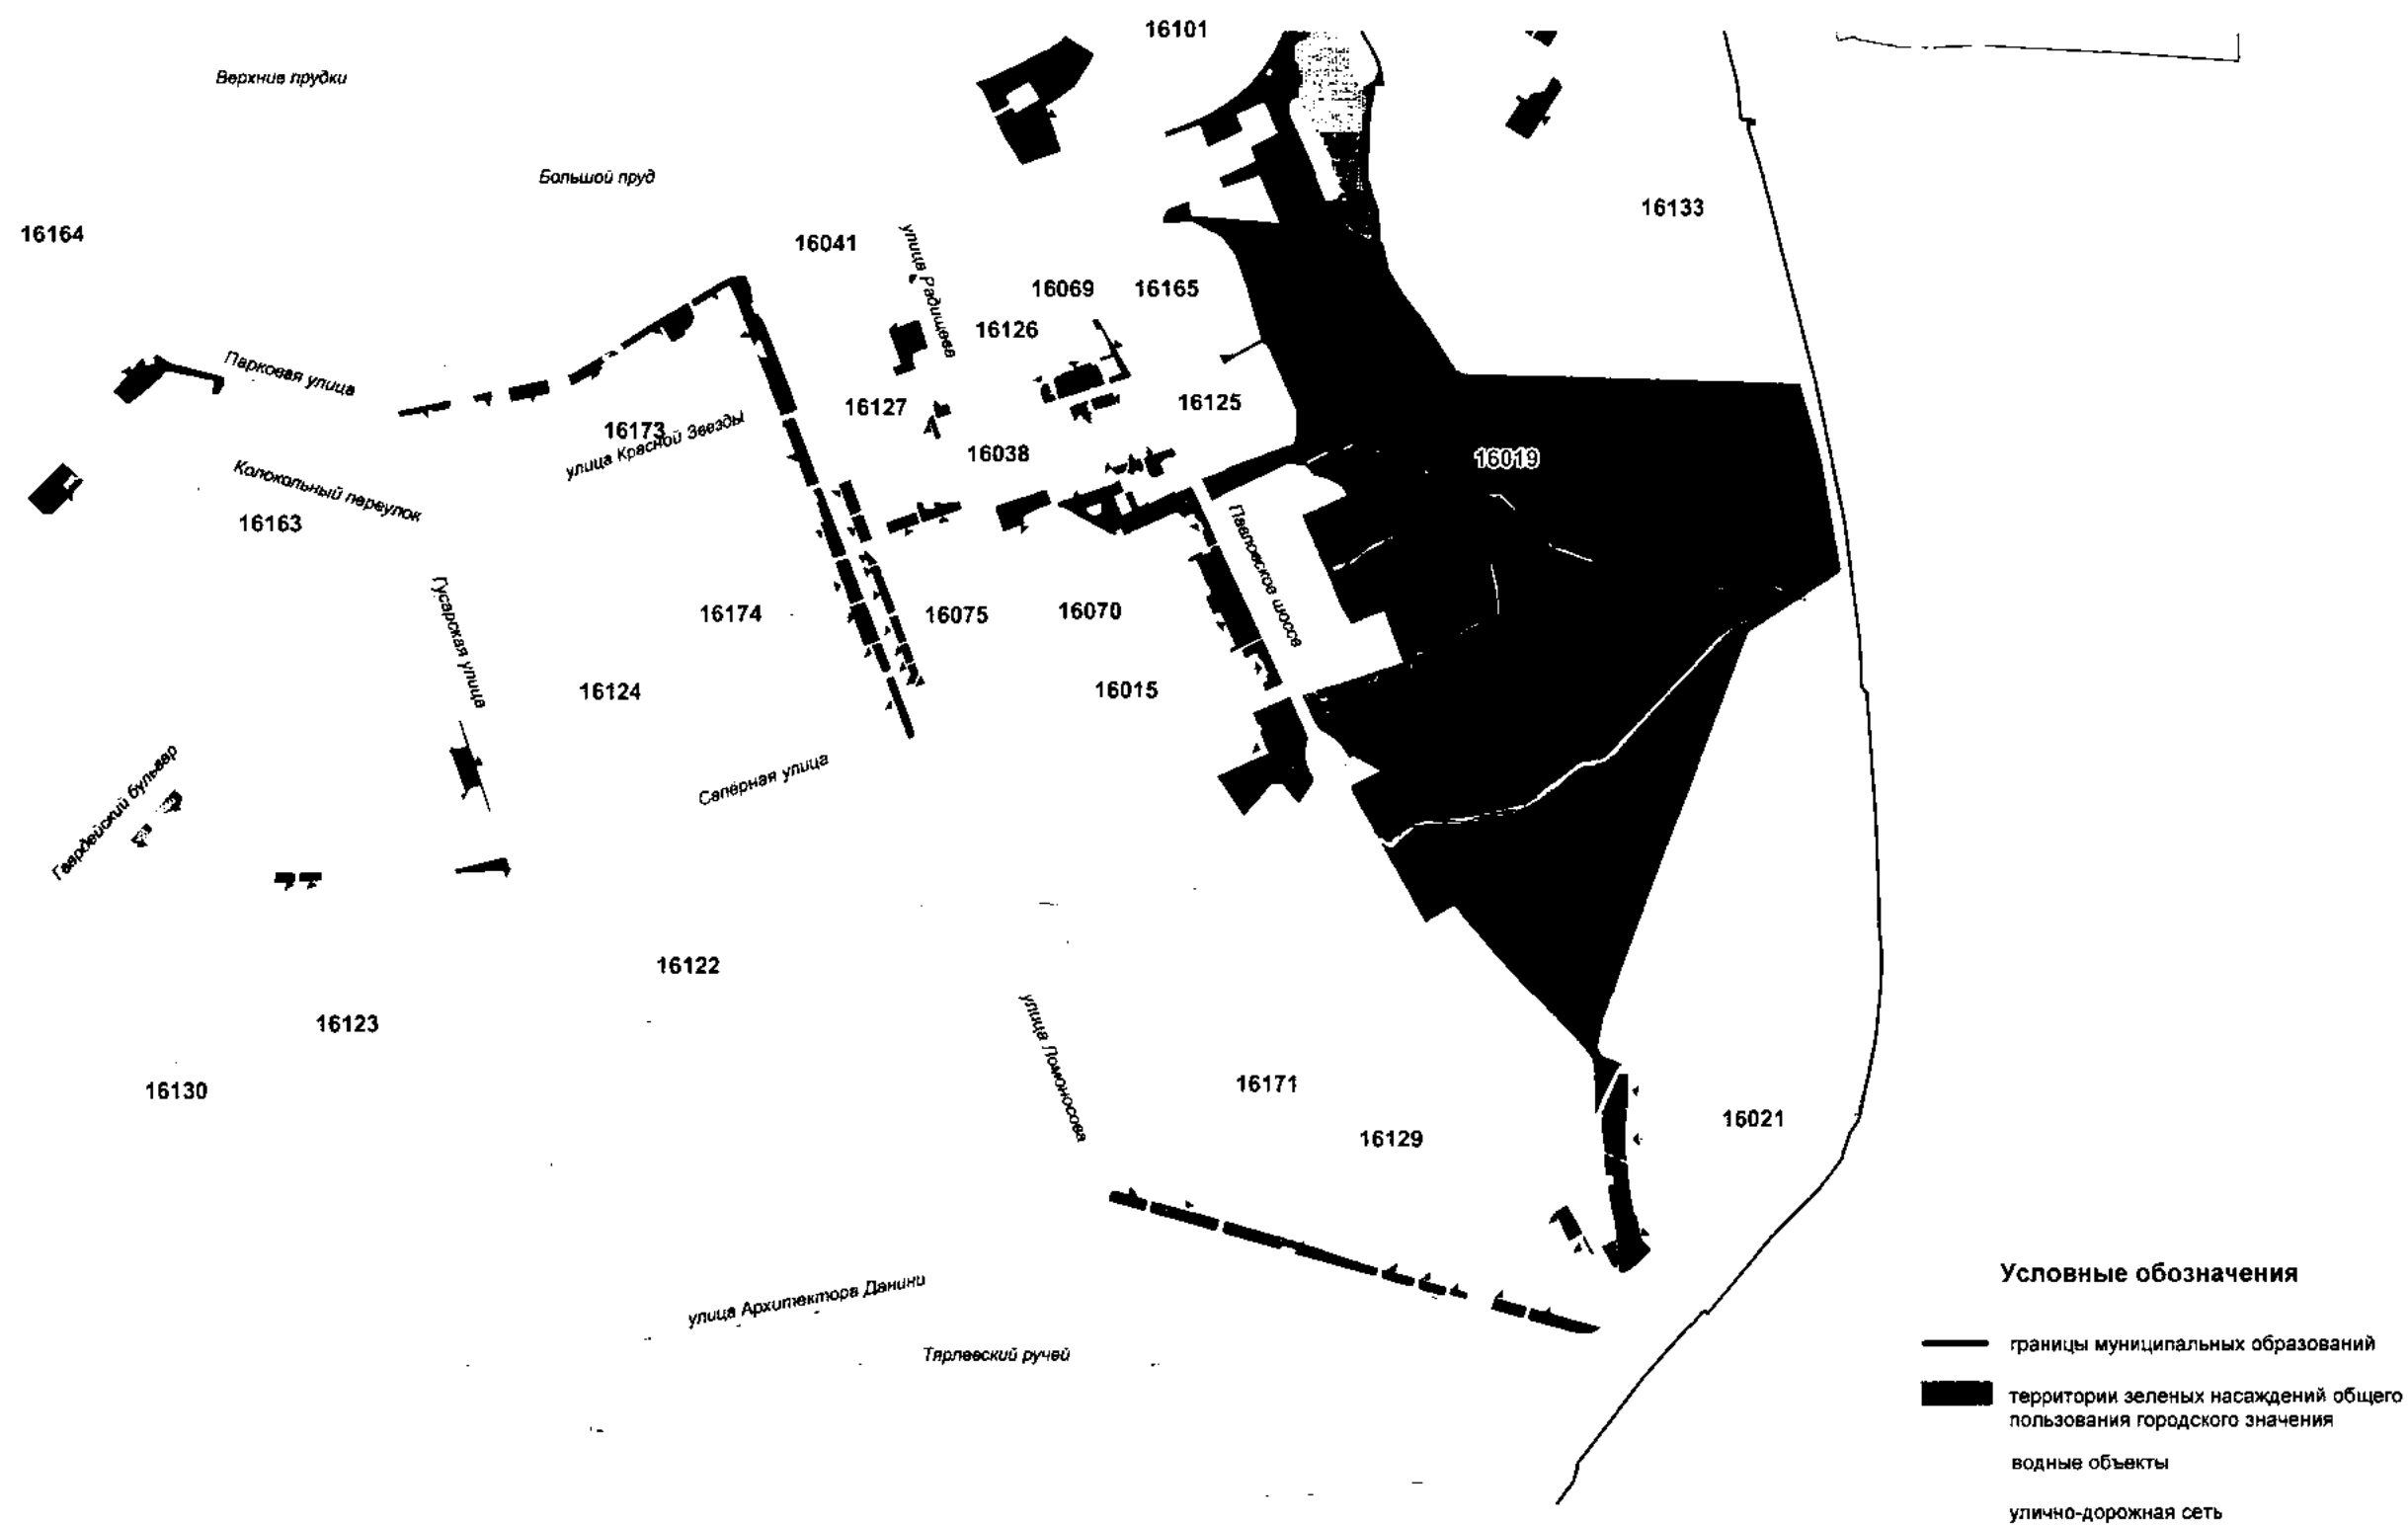 16101
Верхние прудки
Большой пруд
16133
16164
16041
улица Радищева
16069
16165
16126
Парковая улица
16127
16125
16173
улица Красной Звезды
16038
16019
Колокольный переулок
16163
Павловское шоссе
Гусарская улица
16174
16075
16070
16124
16015
Гвардейский бульвар
Сапёрная улица
16122
16123
улица Ломоносова
16130
16171
16129
16021
улица Архитектора Данини
Тярлевский ручей
Условные обозначения
границы муниципальных образований
территории зеленых насаждений общего
пользования городского значения
водные объекты
улично-дорожная сеть